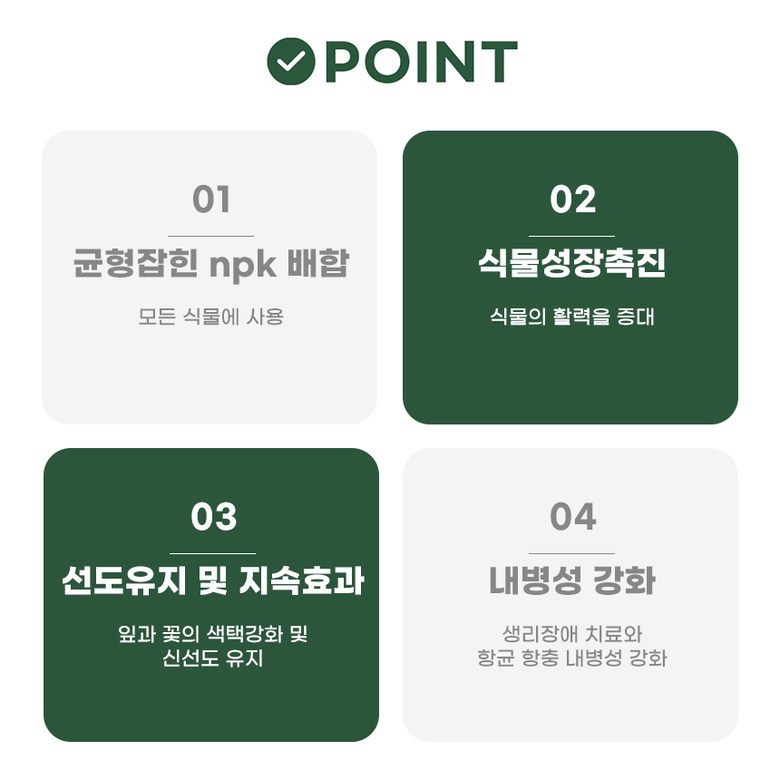 POINT
01
균형잡힌 npk 배합
모든 식물에 사용
02
식물성장촉진
식물의 활력을 증대
03
선도유지 및 지속효과
잎과 꽃의 색택강화 및
신선도 유지
04
내병성 강화
생리장애 치료와
항균 항충 내병성 강화